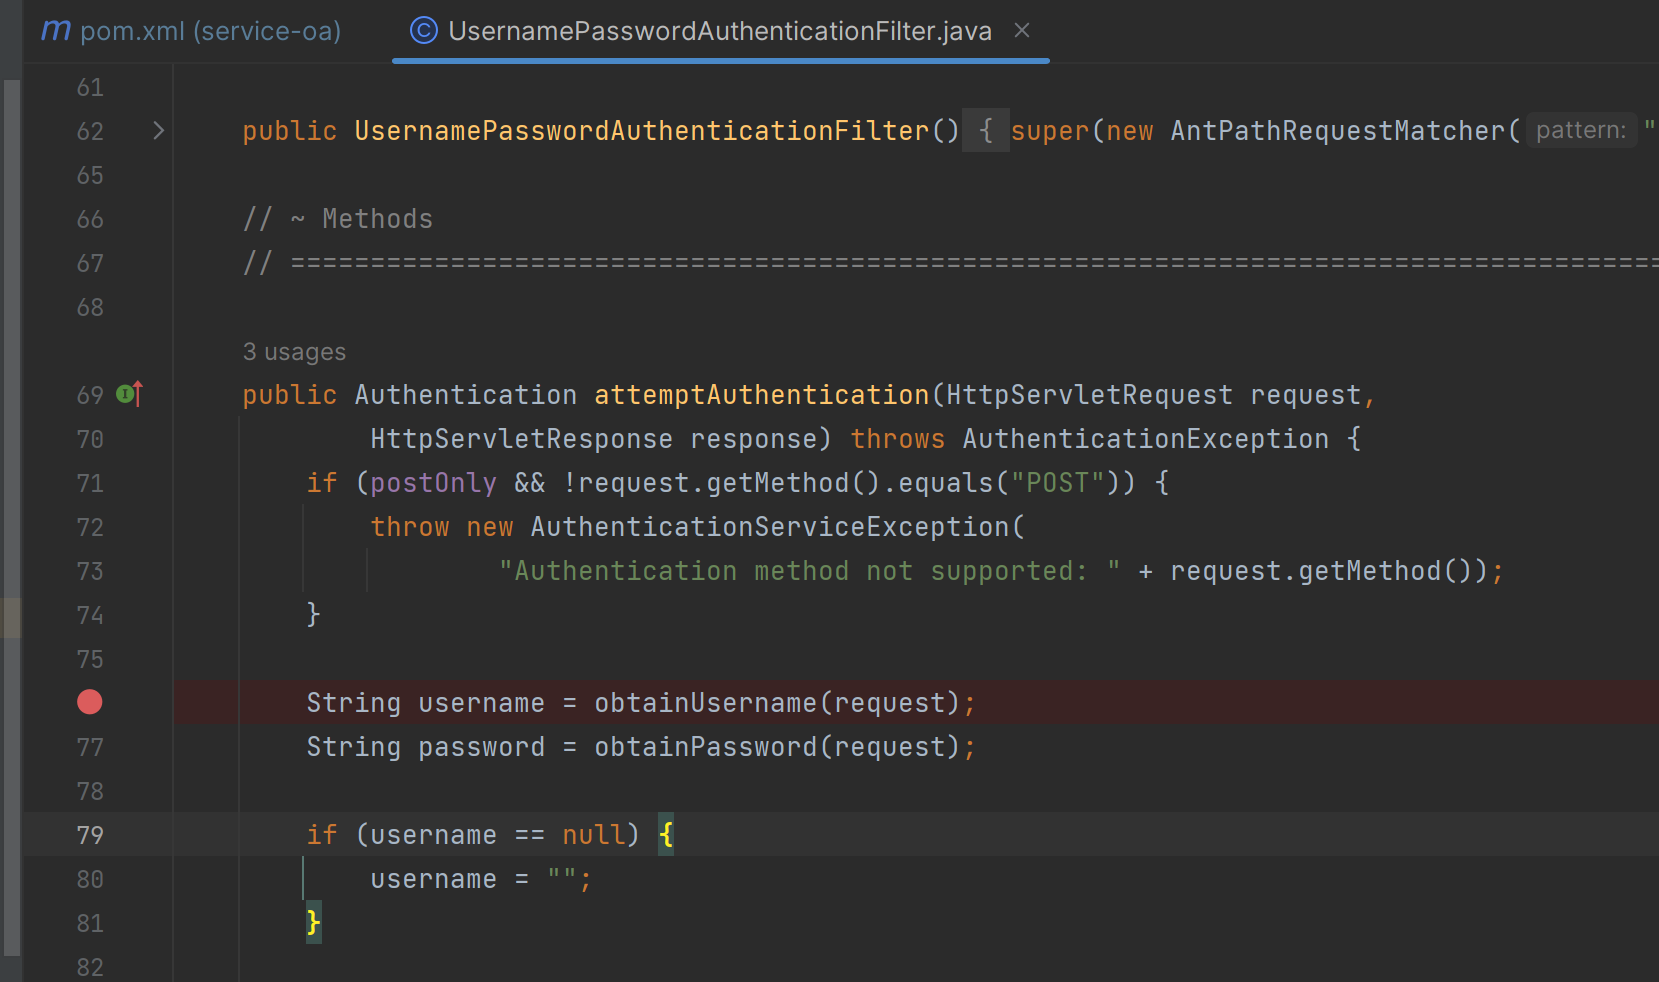 m pom.xml (service-oa) C UsernamePasswordAuthenticationFilter.java ×
61
62 public UsernamePasswordAuthenticationFilter() { super(new AntPathRequestMatcher( pattern: "
65
66 // ~ Methods
67 // =====================================================================================
68
3 usages
69 I public Authentication attemptAuthentication(HttpServletRequest request,
70 HttpServletResponse response) throws AuthenticationException {
71 if (postOnly && !request.getMethod().equals("POST")) {
72 throw new AuthenticationServiceException(
73 "Authentication method not supported: " + request.getMethod());
74 }
75
String username = obtainUsername(request);
77 String password = obtainPassword(request);
78
79 if (username == null) {
80 username = "";
81 }
82